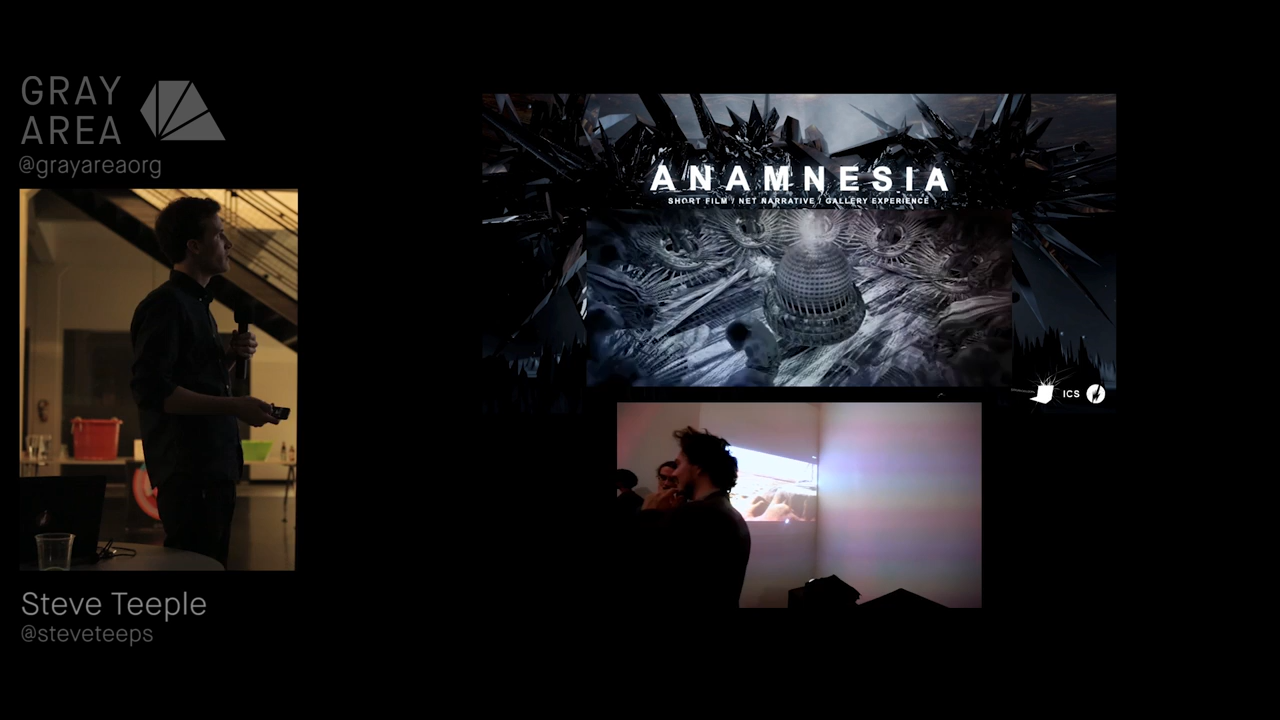 GRAY
AREA
@grayareaorg
ANAMNESIA
SHORT FILM / NET NARRATIVE / GALLERY EXPERIENCE
ICS
Steve Teeple
@steveteeps